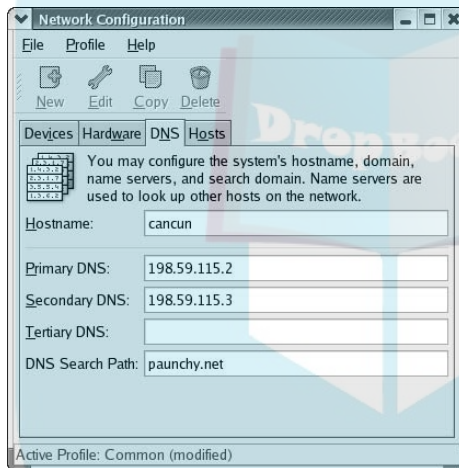 Network Configuration
File Profile Help
New Edit Copy Delete
Devices Hardware DNS Hosts
You may configure the system's hostname, domain,
name servers, and search domain. Name servers are
used to look up other hosts on the network.
Hostname: cancun
Primary DNS: 198.59.115.2
Secondary DNS: 198.59.115.3
Tertiary DNS:
DNS Search Path: paunchy.net
Active Profile: Common (modified)